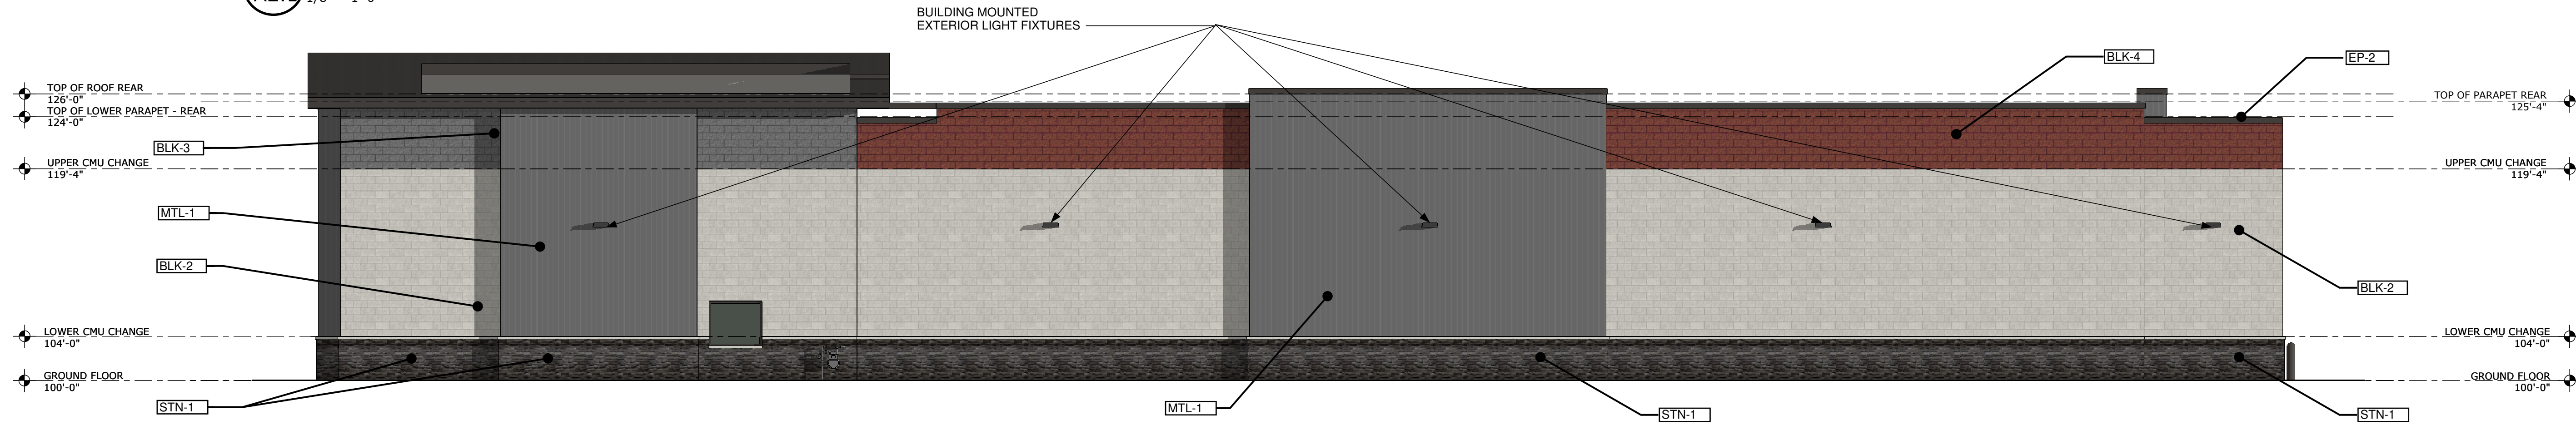 BUILDING MOUNTED
EXTERIOR LIGHT FIXTURES
BLK-4
EP-2
TOP OF ROOF REAR
126'-0"
TOP OF LOWER PARAPET - REAR
124'-0"
TOP OF PARAPET REAR
125'-4"
BLK-3
UPPER CMU CHANGE
119'-4"
UPPER CMU CHANGE
119'-4"
MTL-1
BLK-2
BLK-2
LOWER CMU CHANGE
104'-0"
LOWER CMU CHANGE
104'-0"
GROUND FLOOR
100'-0"
GROUND FLOOR
100'-0"
STN-1
MTL-1
STN-1
STN-1